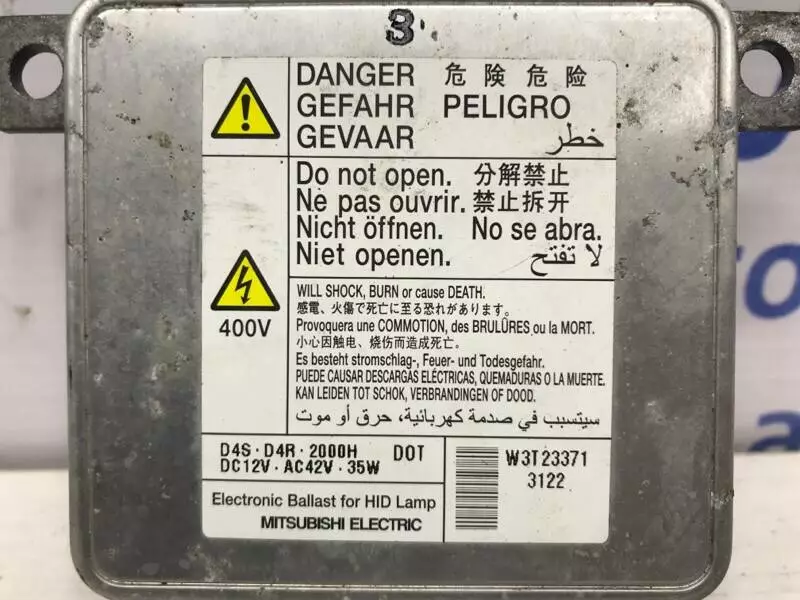 3
DANGER 危険 危险
GEFAHR PELIGRO
GEVAAR خطر
Do not open. 分解禁止
Ne pas ouvrir. 禁止拆开
Nicht öffnen. No se abra.
Niet openen. لا تفتح
400V
WILL SHOCK, BURN or cause DEATH.
感電、火傷で死亡に至る恐れがあります。
Provoquera une COMMOTION, des BRULÛRES ou la MORT.
小心因触电、烧伤而造成死亡。
Es besteht stromschlag-, Feuer- und Todesgefahr.
PUEDE CAUSAR DESCARGAS ELÉCTRICAS, QUEMADURAS O LA MUERTE.
KAN LEIDEN TOT SCHOK, VERBRANDINGEN OF DOOD.
سيتسبب في صدمة كهربائية، حرق أو موت
D4S · D4R · 2000H DOT
DC12V · AC42V · 35W
Electronic Ballast for HID Lamp
MITSUBISHI ELECTRIC
W3T23371
3122